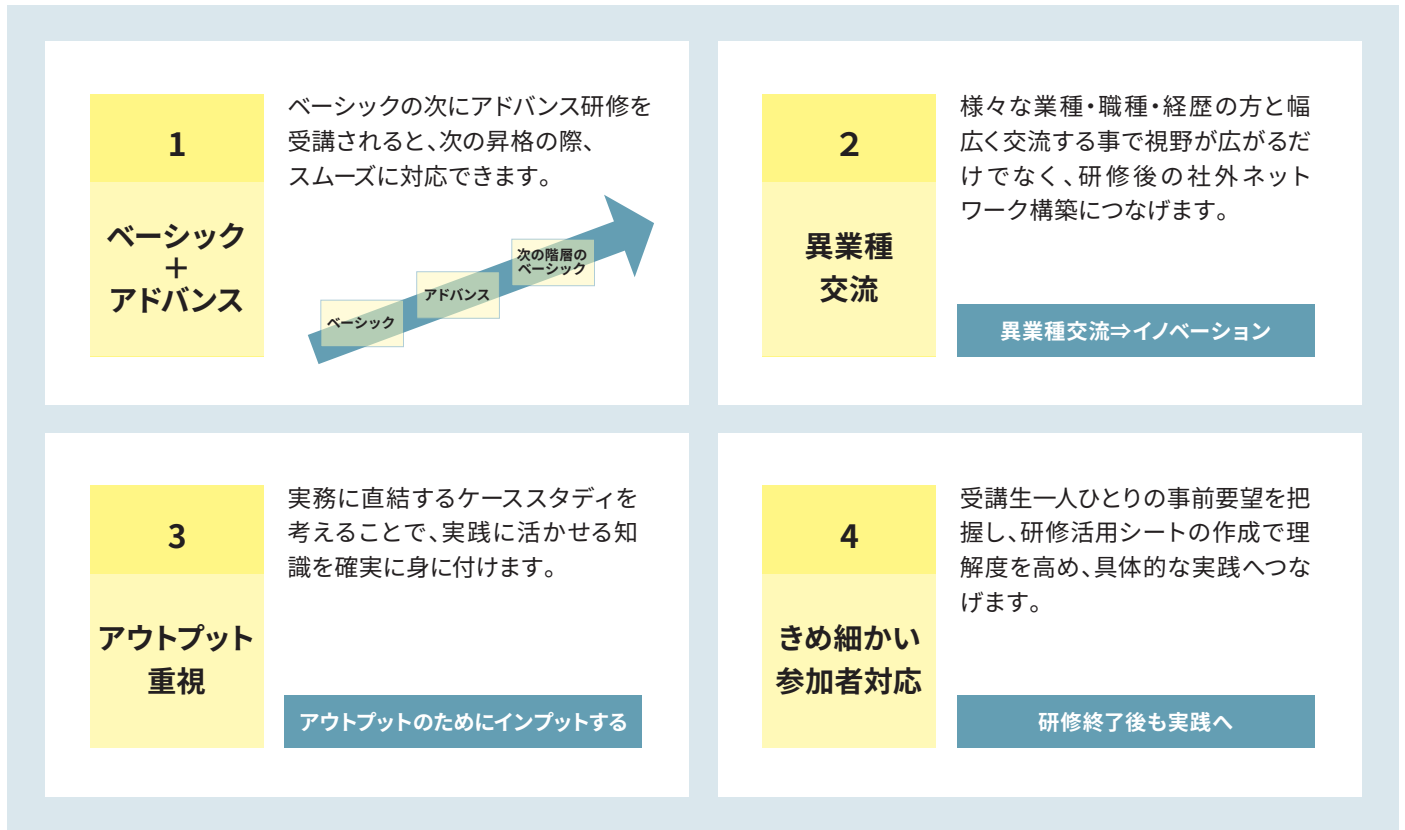 1
ベーシック
＋
アドバンス
ベーシックの次にアドバンス研修を
受講されると、次の昇格の際、
スムーズに対応できます。
ベーシック
アドバンス
次の階層の
ベーシック
2
異業種
交流
様々な業種・職種・経歴の方と幅
広く交流する事で視野が広がるだ
けでなく、研修後の社外ネット
ワーク構築につなげます。
異業種交流⇒イノベーション
3
アウトプット
重視
実務に直結するケーススタディを
考えることで、実践に活かせる知
識を確実に身に付けます。
アウトプットのためにインプットする
4
きめ細かい
参加者対応
受講生一人ひとりの事前要望を把
握し、研修活用シートの作成で理
解度を高め、具体的な実践へつな
げます。
研修終了後も実践へ